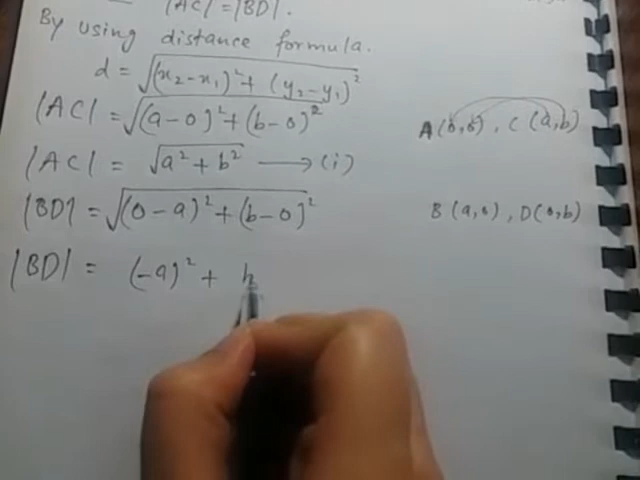 |AC| = |BD|.
By using distance formula.
d = √(x₂ - x₁)² + (y₂ - y₁)²
|AC| = √(a - 0)² + (b - 0)²
A(0,0), C(a,b)
|AC| = √a² + b² → (i)
|BD| = √(0 - a)² + (b - 0)²
B(a,0), D(0,b)
|BD| = (-a)² + b